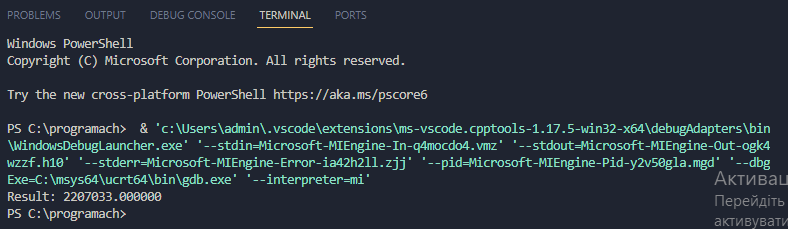 PROBLEMS OUTPUT DEBUG CONSOLE TERMINAL PORTS
Windows PowerShell
Copyright (C) Microsoft Corporation. All rights reserved.
Try the new cross-platform PowerShell https://aka.ms/pscore6
PS C:\programach>  & 'c:\Users\admin\.vscode\extensions\ms-vscode.cpptools-1.17.5-win32-x64\debugAdapters\bin
\WindowsDebugLauncher.exe' '--stdin=Microsoft-MIEngine-In-q4mocdo4.vmz' '--stdout=Microsoft-MIEngine-Out-ogk4
wzzf.h10' '--stderr=Microsoft-MIEngine-Error-ia42h2ll.zjj' '--pid=Microsoft-MIEngine-Pid-y2v50gla.mgd' '--dbg
Exe=C:\msys64\ucrt64\bin\gdb.exe' '--interpreter=mi'
Result: 2207033.000000
PS C:\programach>
Активац
Перейдіть
активувати